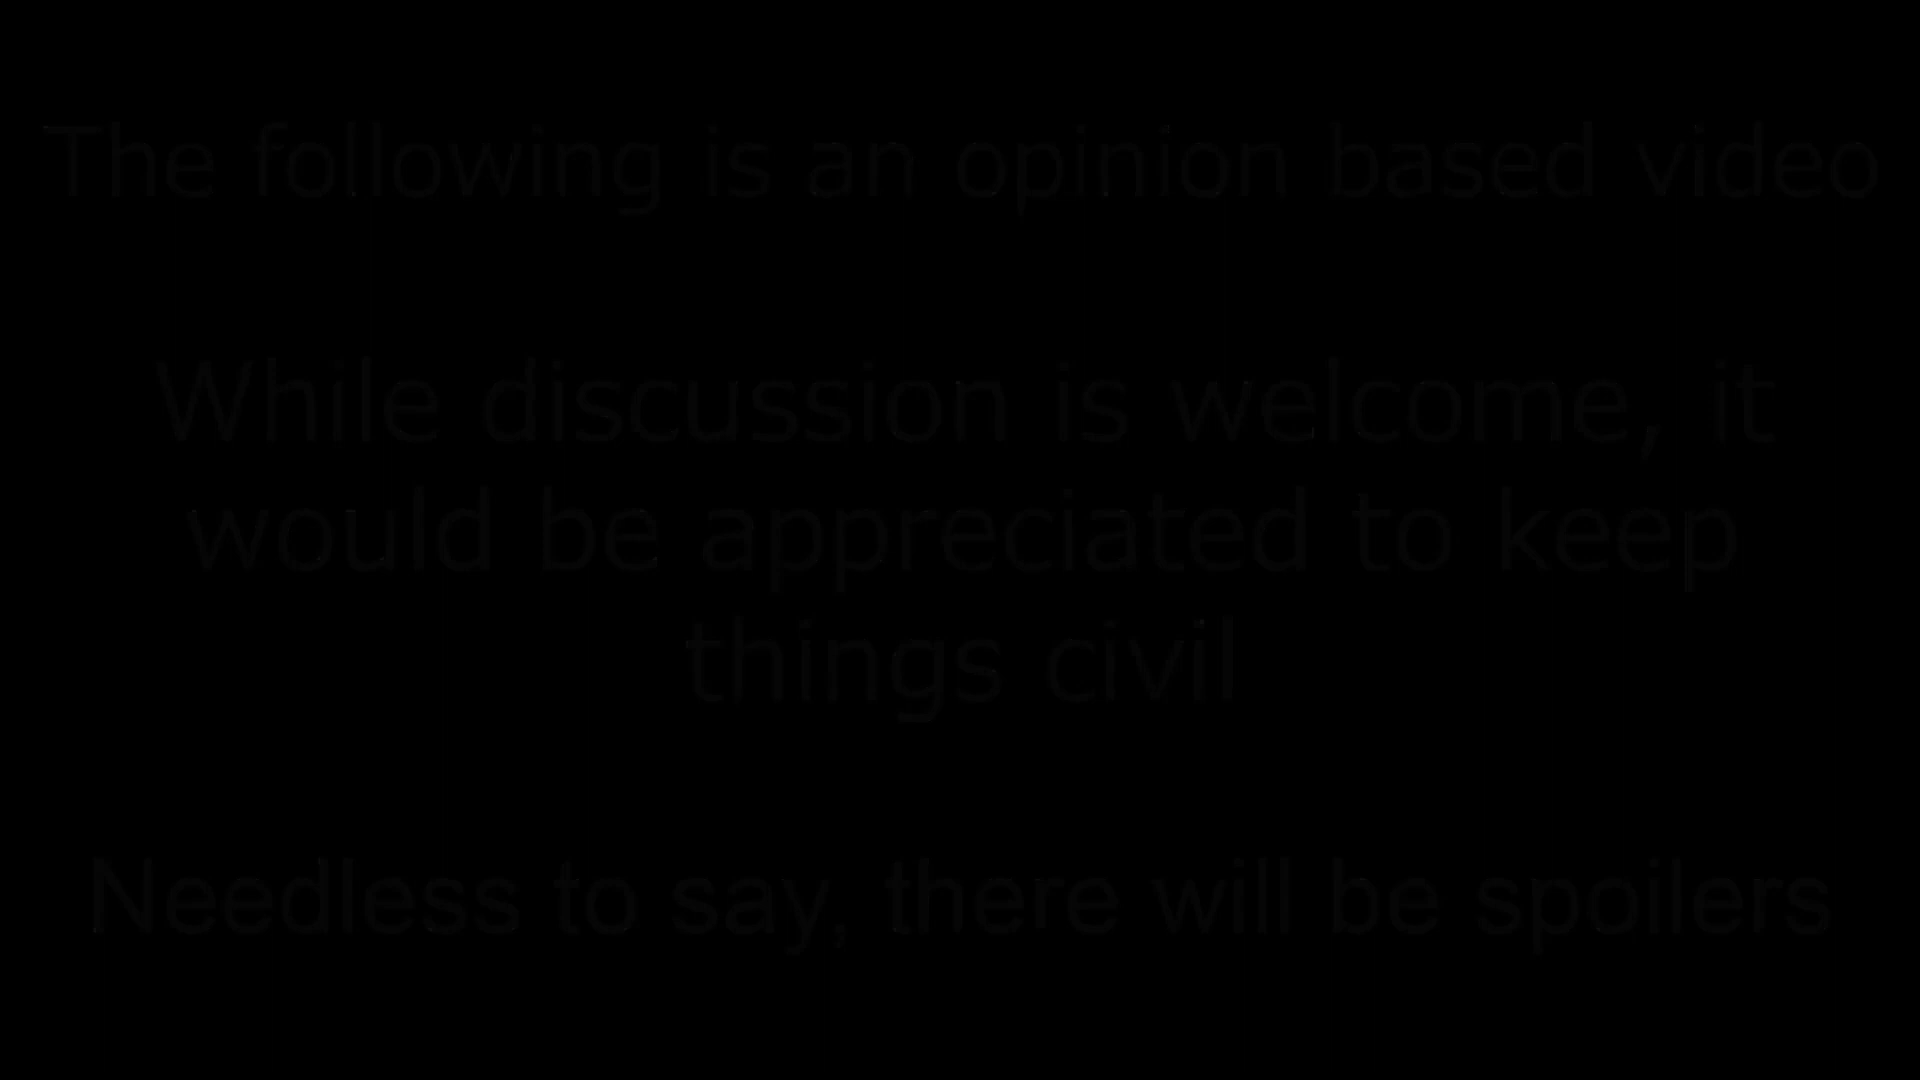 The following is an opinion based video
While discussion is welcome, it
would be appreciated to keep
things civil
Needless to say, there will be spoilers